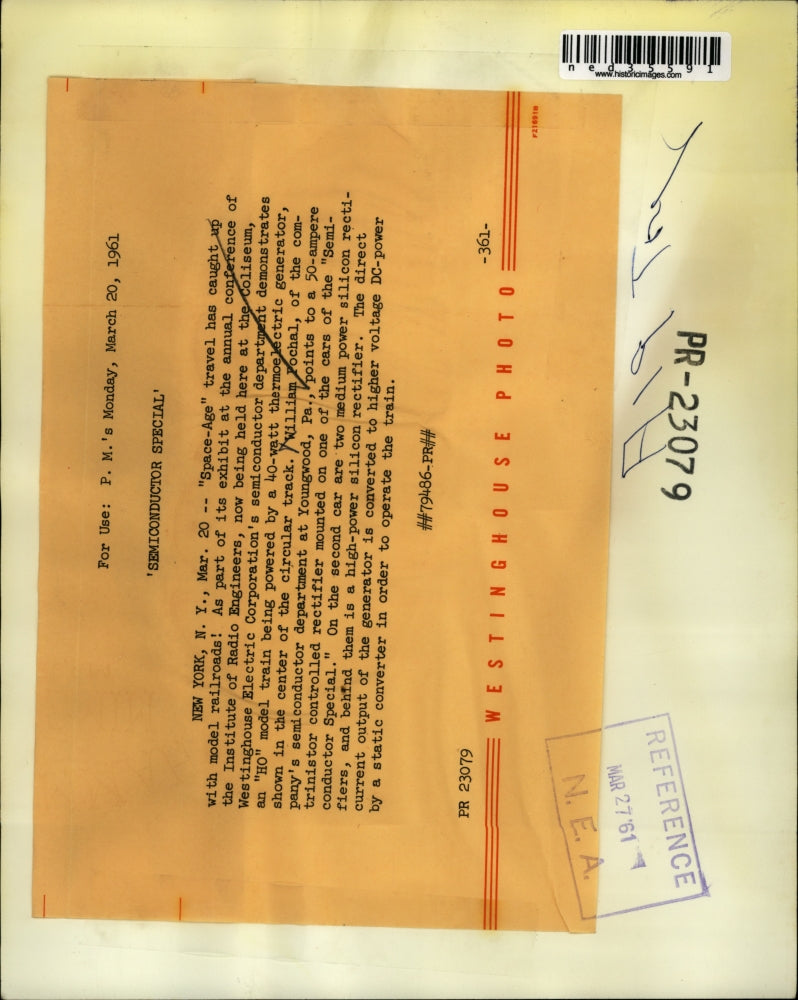 For Use: P. M.'s Monday, March 20, 1961
'SEMICONDUCTOR SPECIAL'
NEW YORK, N. Y., Mar. 20 -- "Space-Age" travel has caught up
with model railroads! As part of its exhibit at the annual conference of
the Institute of Radio Engineers, now being held here at the Coliseum,
Westinghouse Electric Corporation's semiconductor department demonstrates
an "HO" model train being powered by a 40-watt thermoelectric generator,
shown in the center of the circular track. William Pochal, of the com-
pany's semiconductor department at Youngwood, Pa., points to a 50-ampere
trinistor controlled rectifier mounted on one of the cars of the "Semi-
conductor Special." On the second car are two medium power silicon recti-
fiers, and behind them is a high-power silicon rectifier. The direct
current output of the generator is converted to higher voltage DC-power
by a static converter in order to operate the train.
##79486-PR##
PR 23079
-361-
WESTINGHOUSE PHOTO
F21691B
ned35591
www.historicimages.com
PR-23079
REFERENCE
MAR 27 '61
N. E. A.